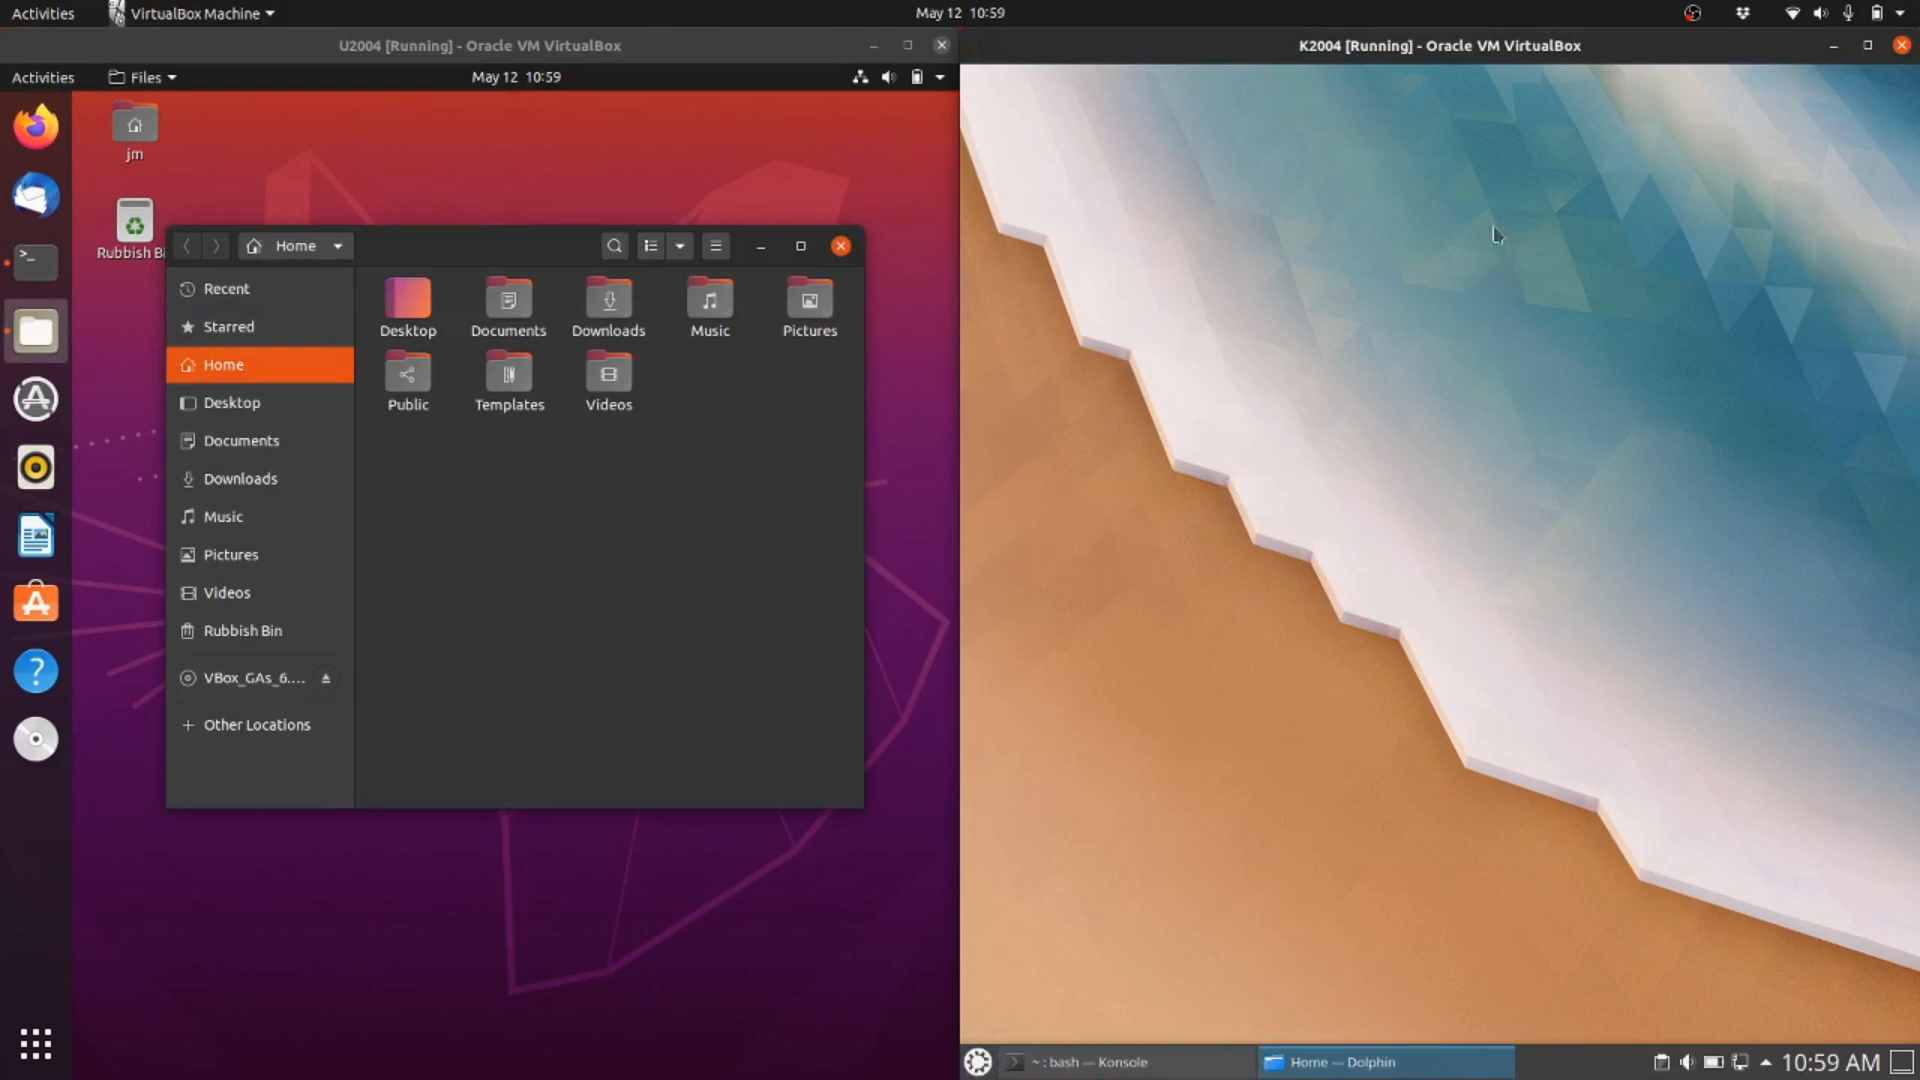 Activities VirtualBox Machine May 12 10:59
U2004 [Running] - Oracle VM VirtualBox
Activities Files May 12 10:59
jm
Rubbish Bi
Home
Recent
Starred
Home
Desktop
Documents
Downloads
Music
Pictures
Videos
Rubbish Bin
VBox_GAs_6....
Other Locations
Desktop Documents Downloads Music Pictures
Public Templates Videos
K2004 [Running] - Oracle VM VirtualBox
~ : bash — Konsole
Home — Dolphin
10:59 AM